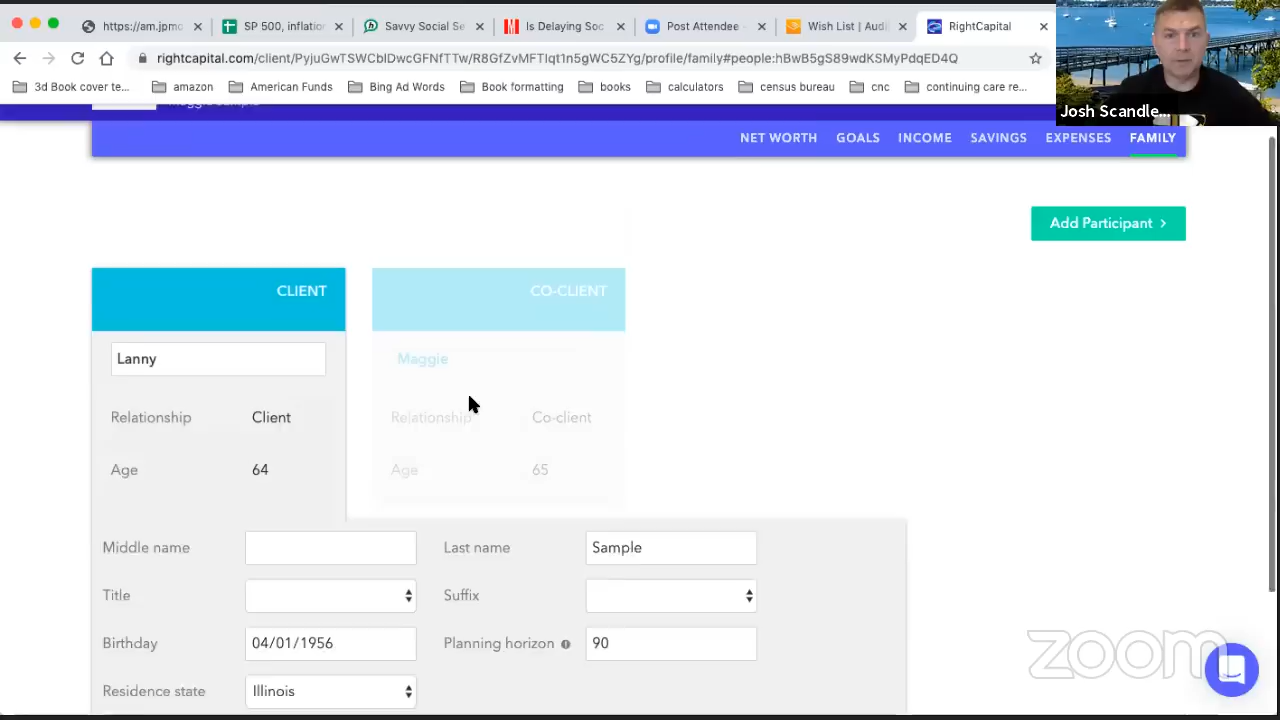 https://am.jpmo
SP 500, inflation
Savvy Social Se
Is Delaying Soc
Post Attendee
Wish List | Audi
RightCapital
rightcapital.com/client/PyjuGwTSWCbIDwcGFNfTTw/R8GfZvMFTIqt1n5gWC5ZYg/profile/family#people:hBwB5gS89wdKSMyPdqED4Q
3d Book cover te...
amazon
American Funds
Bing Ad Words
Book formatting
books
calculators
census bureau
cnc
continuing care re...
Josh Scandle...
NET WORTH
GOALS
INCOME
SAVINGS
EXPENSES
FAMILY
Add Participant
CLIENT
CO-CLIENT
Lanny
Maggie
Relationship Client
Relationship Co-client
Age 64
Age 65
Middle name
Last name Sample
Title
Suffix
Birthday 04/01/1956
Planning horizon 90
Residence state Illinois
zoom